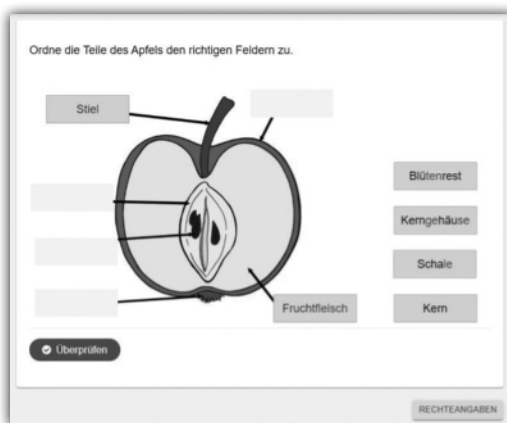 Ordne die Teile des Apfels den richtigen Feldern zu.
Stiel
Blütenrest
Kerngehäuse
Schale
Fruchtfleisch
Kern
Überprüfen
RECHTEANGABEN